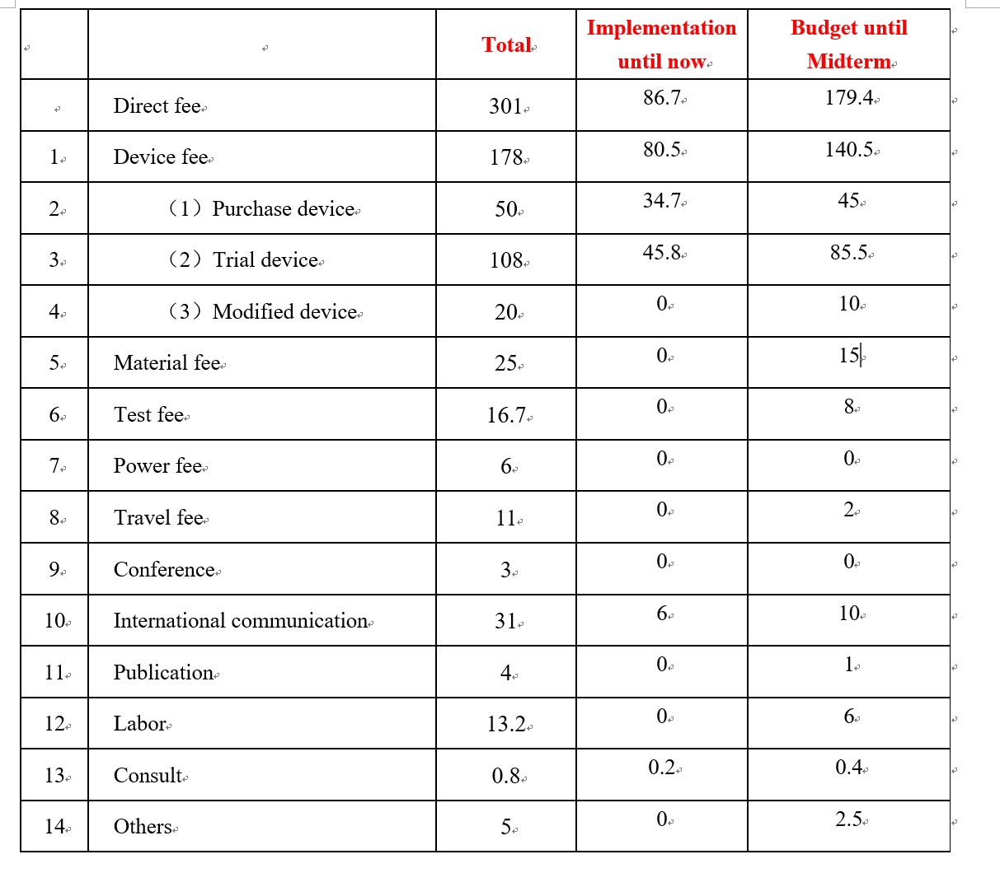 Total
Implementation
until now
Budget until
Midterm
Direct fee 301 86.7 179.4
1 Device fee 178 80.5 140.5
2 （1）Purchase device 50 34.7 45
3 （2）Trial device 108 45.8 85.5
4 （3）Modified device 20 0 10
5 Material fee 25 0 15
6 Test fee 16.7 0 8
7 Power fee 6 0 0
8 Travel fee 11 0 2
9 Conference 3 0 0
10 International communication 31 6 10
11 Publication 4 0 1
12 Labor 13.2 0 6
13 Consult 0.8 0.2 0.4
14 Others 5 0 2.5